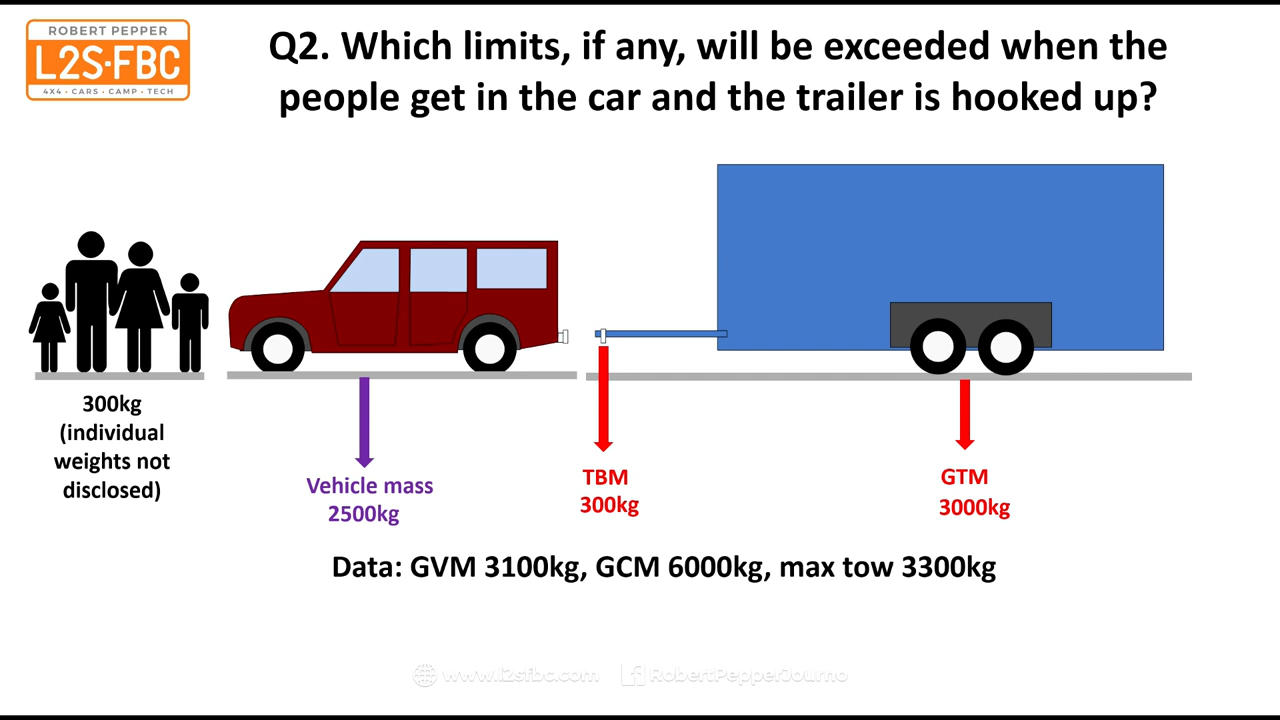 ROBERT PEPPER
L2S·FBC
4X4 • CARS • CAMP • TECH
Q2. Which limits, if any, will be exceeded when the
people get in the car and the trailer is hooked up?
300kg
(individual
weights not
disclosed)
Vehicle mass
2500kg
TBM
300kg
GTM
3000kg
Data: GVM 3100kg, GCM 6000kg, max tow 3300kg
www.l2sfbc.com
RobertPepperJourno